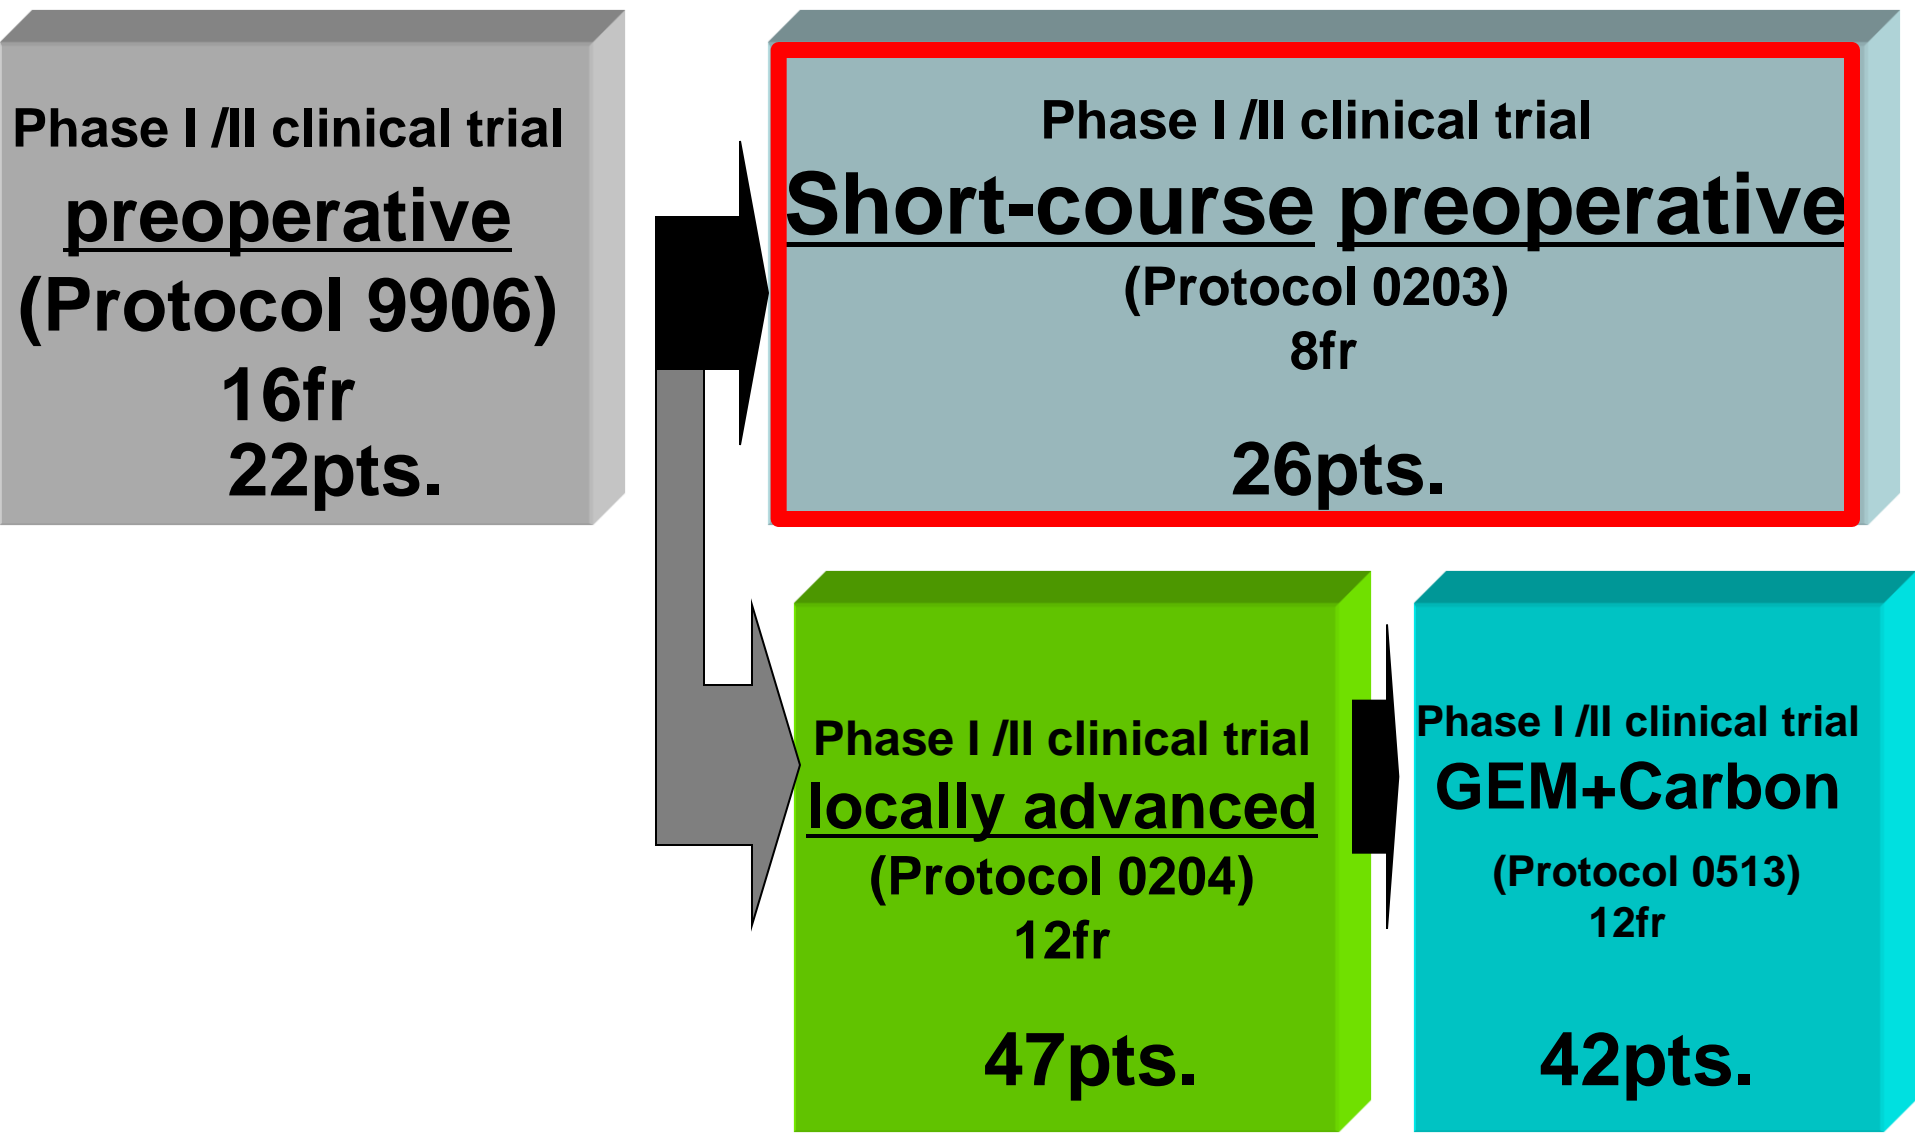 Phase I /II clinical trial
preoperative
(Protocol 9906)
16fr
22pts.
Phase I /II clinical trial
Short-course preoperative
(Protocol 0203)
8fr
26pts.
Phase I /II clinical trial
locally advanced
(Protocol 0204)
12fr
47pts.
Phase I /II clinical trial
GEM+Carbon
(Protocol 0513)
12fr
42pts.